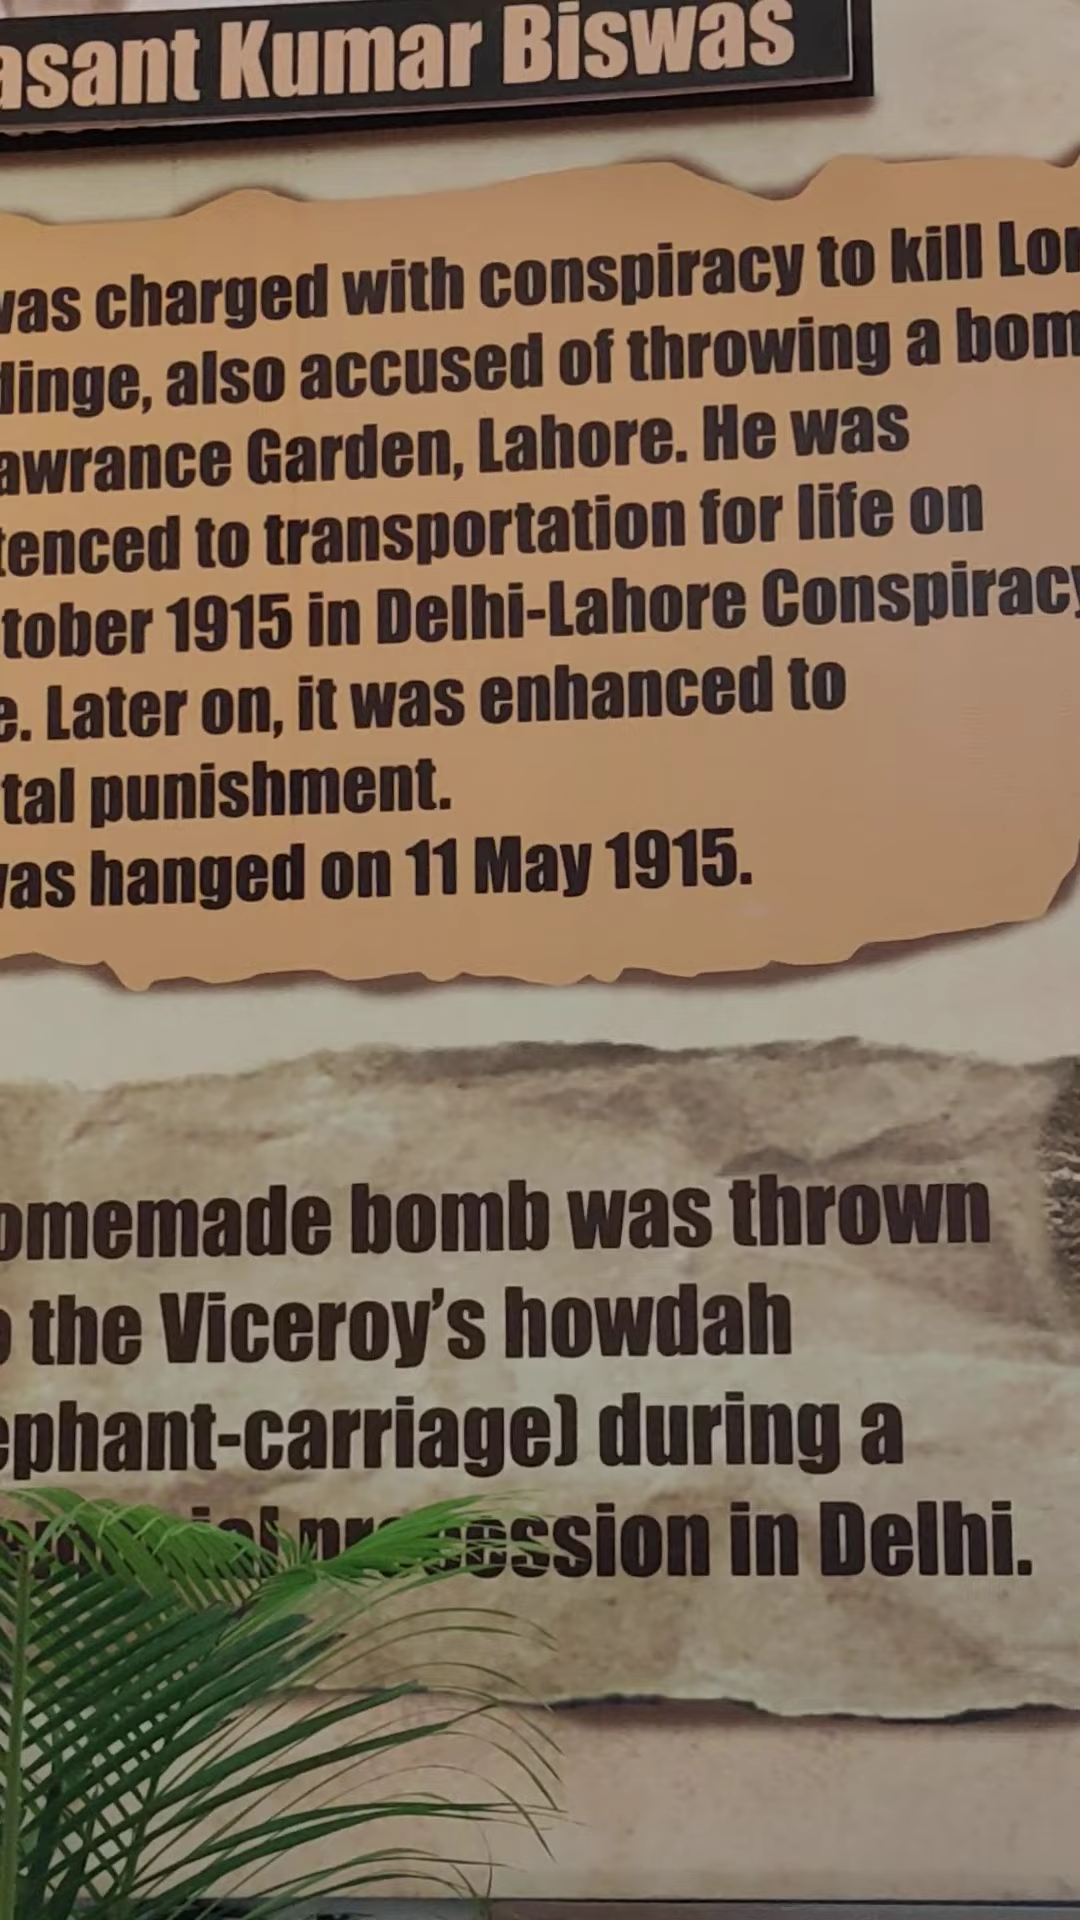 asant Kumar Biswas
was charged with conspiracy to kill Lor
dinge, also accused of throwing a bom
awrance Garden, Lahore. He was
tenced to transportation for life on
tober 1915 in Delhi-Lahore Conspiracy
e. Later on, it was enhanced to
tal punishment.
was hanged on 11 May 1915.
omemade bomb was thrown
the Viceroy's howdah
ephant-carriage) during a
procession in Delhi.